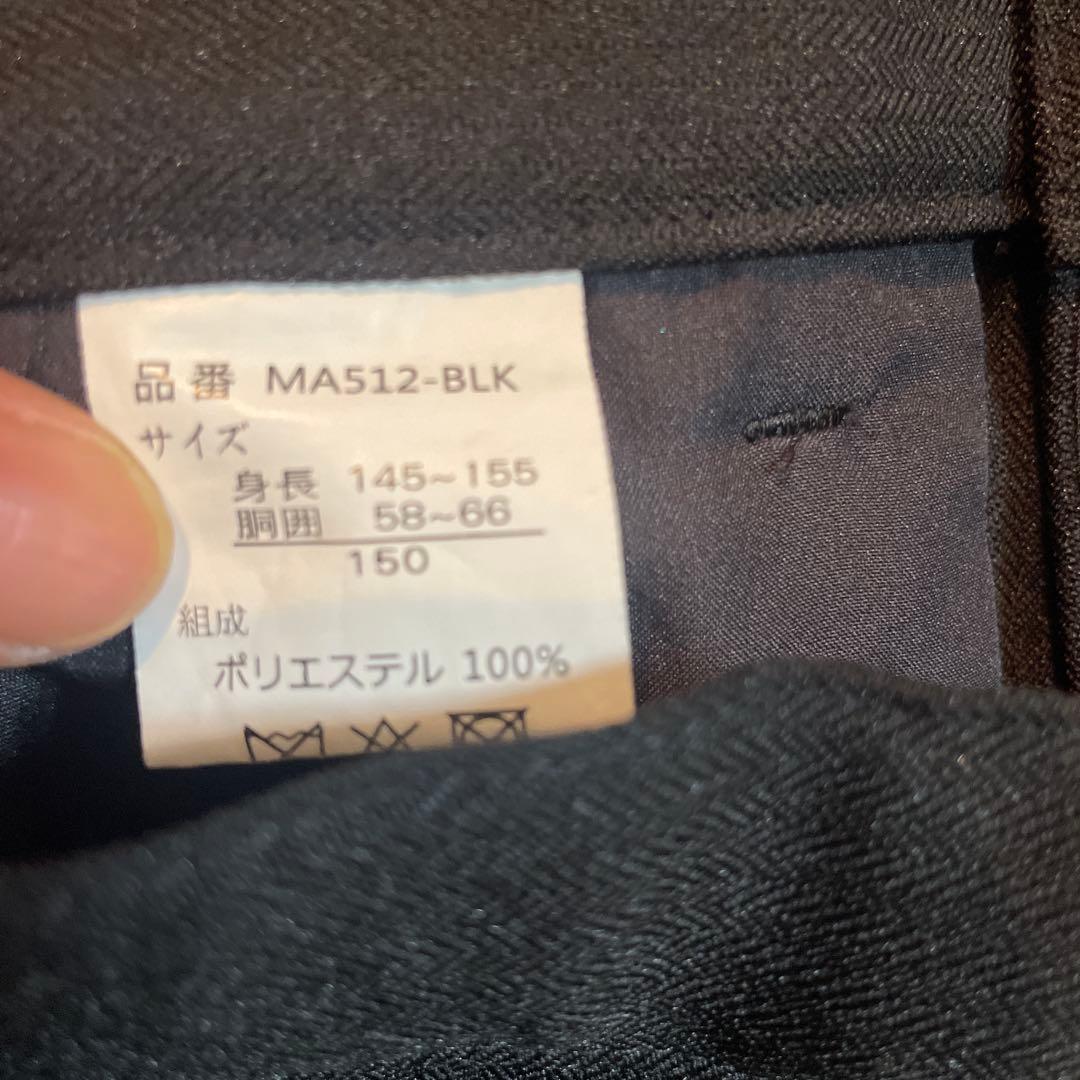 品番 MA512-BLK
サイズ
身長 145~155
胴囲 58~66
150
組成
ポリエステル 100%